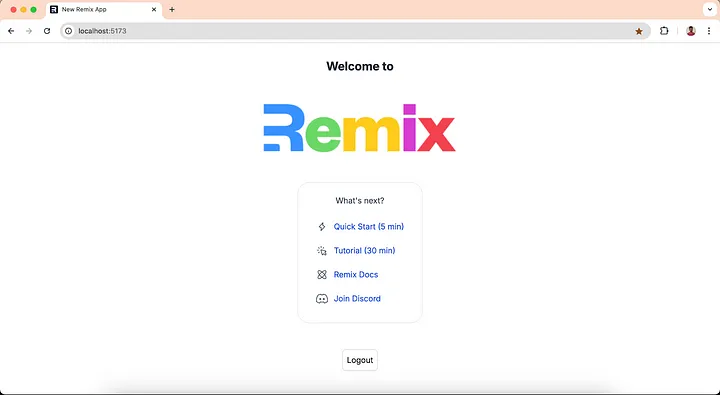 New Remix App
localhost:5173
Welcome to
Remix
What's next?
Quick Start (5 min)
Tutorial (30 min)
Remix Docs
Join Discord
Logout